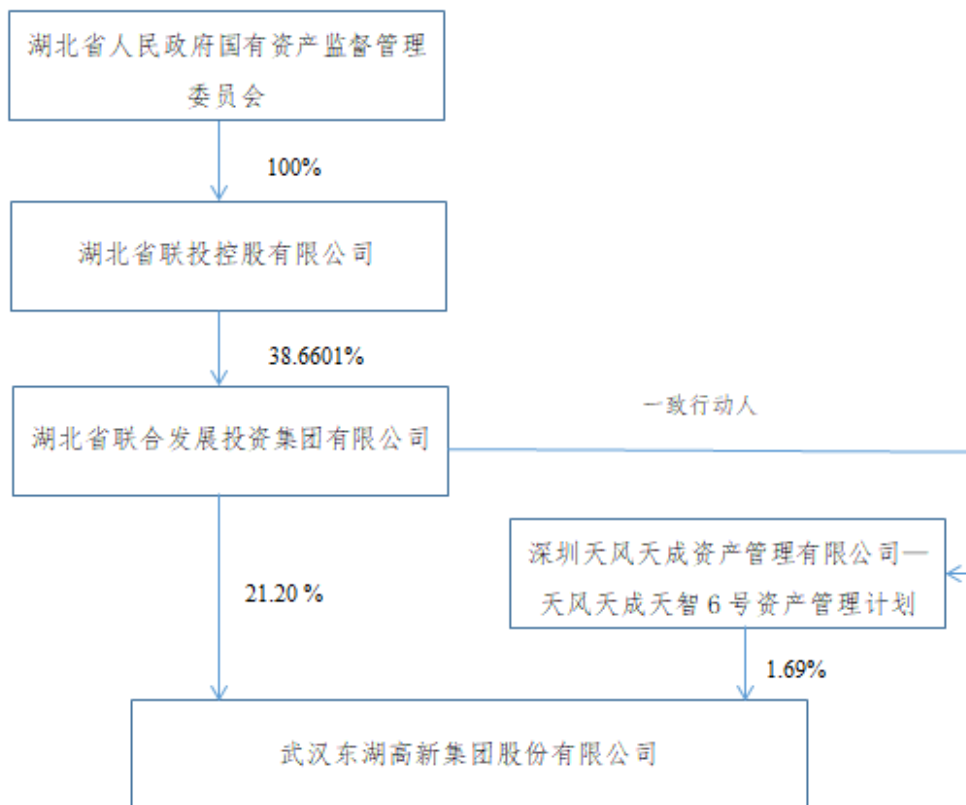 湖北省人民政府国有资产监督管理
委员会
100%
湖北省联投控股有限公司
38.6601%
湖北省联合发展投资集团有限公司
一致行动人
深圳天风天成资产管理有限公司—
天风天成天智6号资产管理计划
21.20 %
1.69%
武汉东湖高新集团股份有限公司